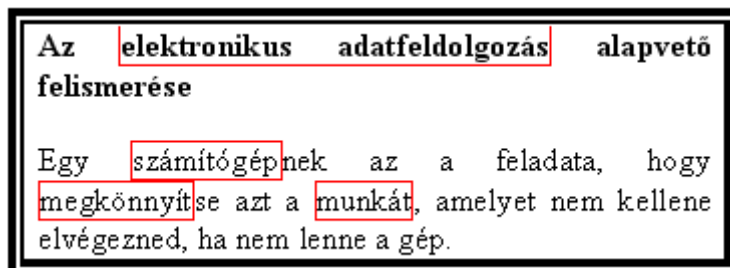 Az elektronikus adatfeldolgozás alapvető
felismerése
Egy számítógépnek az a feladata, hogy
megkönnyítse azt a munkát, amelyet nem kellene
elvégezned, ha nem lenne a gép.